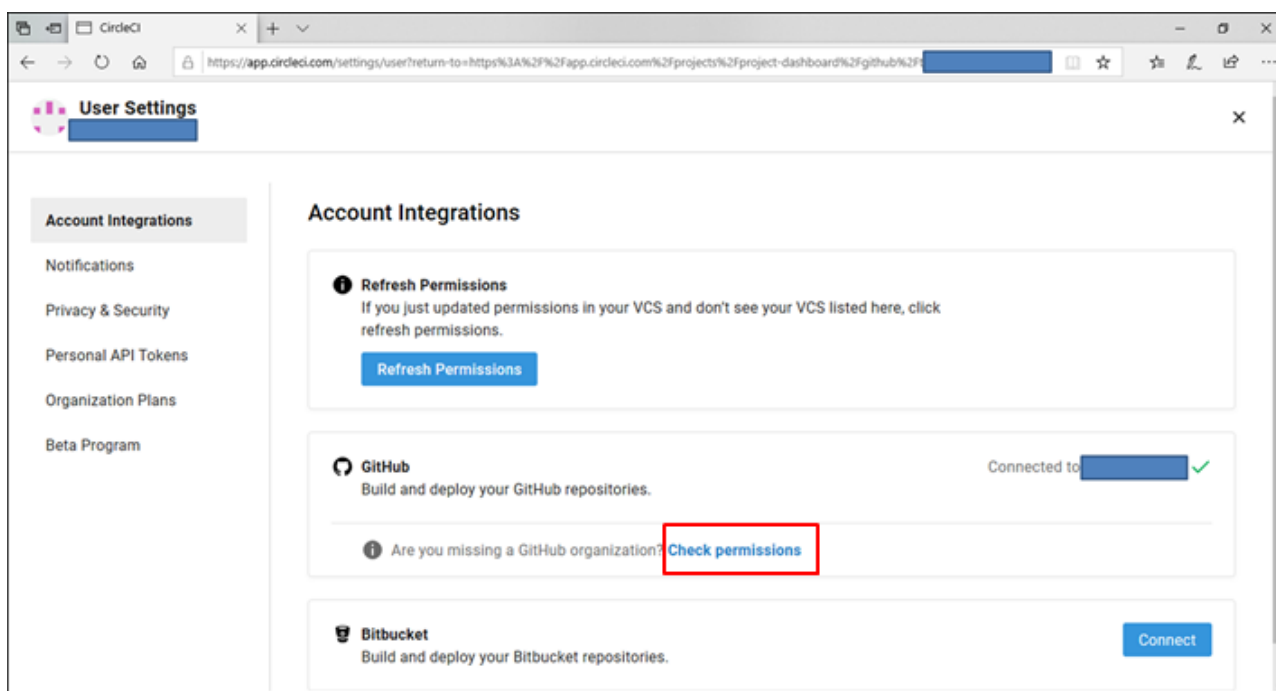 CircleCI
https://app.circleci.com/settings/user?return-to=https%3A%2F%2Fapp.circleci.com%2Fprojects%2Fproject-dashboard%2Fgithub%2Ft
User Settings
Account Integrations
Notifications
Privacy & Security
Personal API Tokens
Organization Plans
Beta Program
Account Integrations
Refresh Permissions
If you just updated permissions in your VCS and don't see your VCS listed here, click
refresh permissions.
Refresh Permissions
GitHub
Connected to
Build and deploy your GitHub repositories.
Are you missing a GitHub organization? Check permissions
Bitbucket
Connect
Build and deploy your Bitbucket repositories.